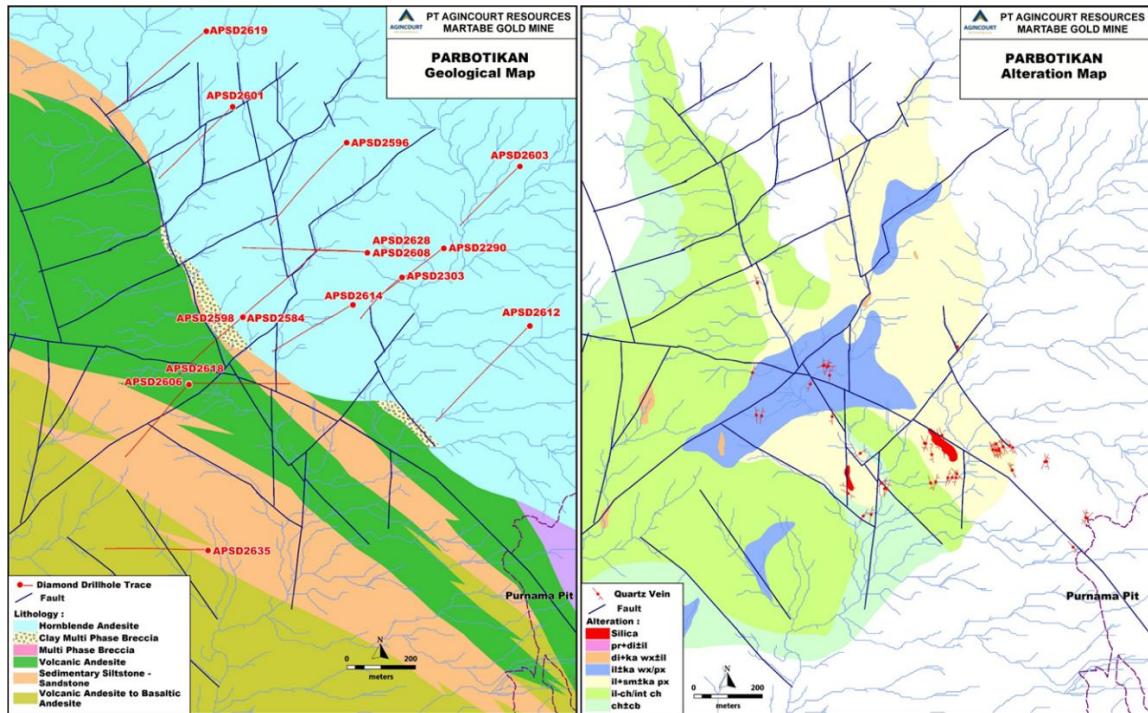 AGINCOURT
PT AGINCOURT RESOURCES
MARTABE GOLD MINE
PARBOTIKAN
Geological Map
APSD2619
APSD2601
APSD2596
APSD2603
APSD2628
APSD2608
APSD2290
APSD2303
APSD2614
APSD2598
APSD2584
APSD2612
APSD2618
APSD2606
APSD2635
Purnama Pit
Diamond Drillhole Trace
Fault
Lithology :
Hornblende Andesite
Clay Multi Phase Breccia
Multi Phase Breccia
Volcanic Andesite
Sedimentary Siltstone -
Sandstone
Volcanic Andesite to Basaltic
Andesite
N
0 200
meters
AGINCOURT
PT AGINCOURT RESOURCES
MARTABE GOLD MINE
PARBOTIKAN
Alteration Map
Purnama Pit
Quartz Vein
Fault
Alteration :
Silica
pr+di±il
di+ka wx±il
il±ka wx/px
il+sm±ka px
il-ch/int ch
ch±cb
N
0 200
meters